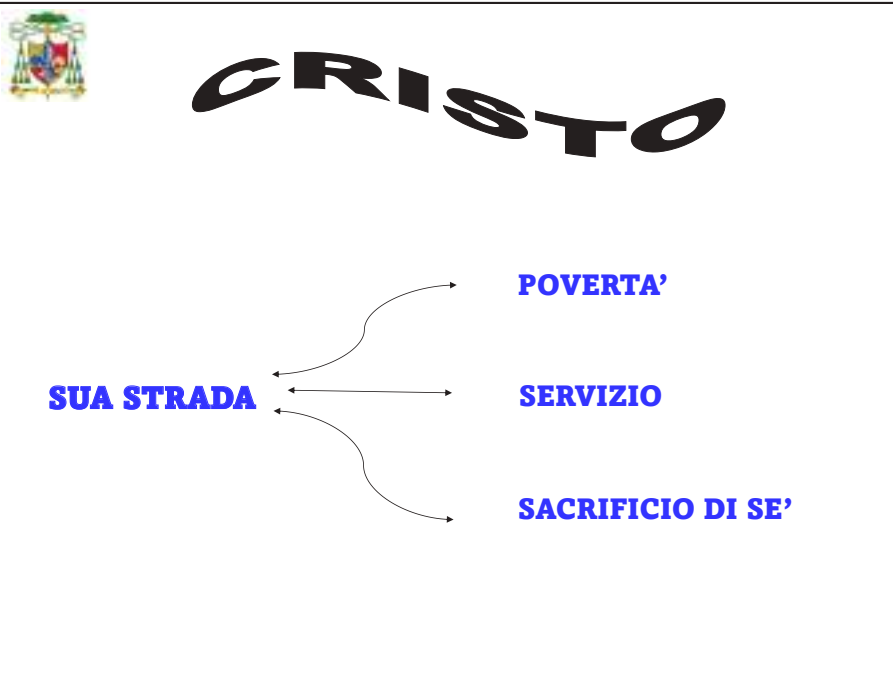 CRISTO
POVERTA’
SUA STRADA
SERVIZIO
SACRIFICIO DI SE’